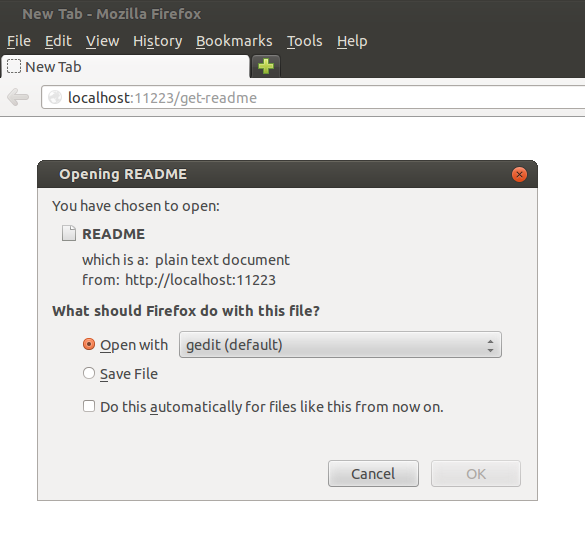 New Tab - Mozilla Firefox
File Edit View History Bookmarks Tools Help
New Tab
localhost:11223/get-readme
Opening README
You have chosen to open:
README
which is a: plain text document
from: http://localhost:11223
What should Firefox do with this file?
Open with gedit (default)
Save File
Do this automatically for files like this from now on.
Cancel OK